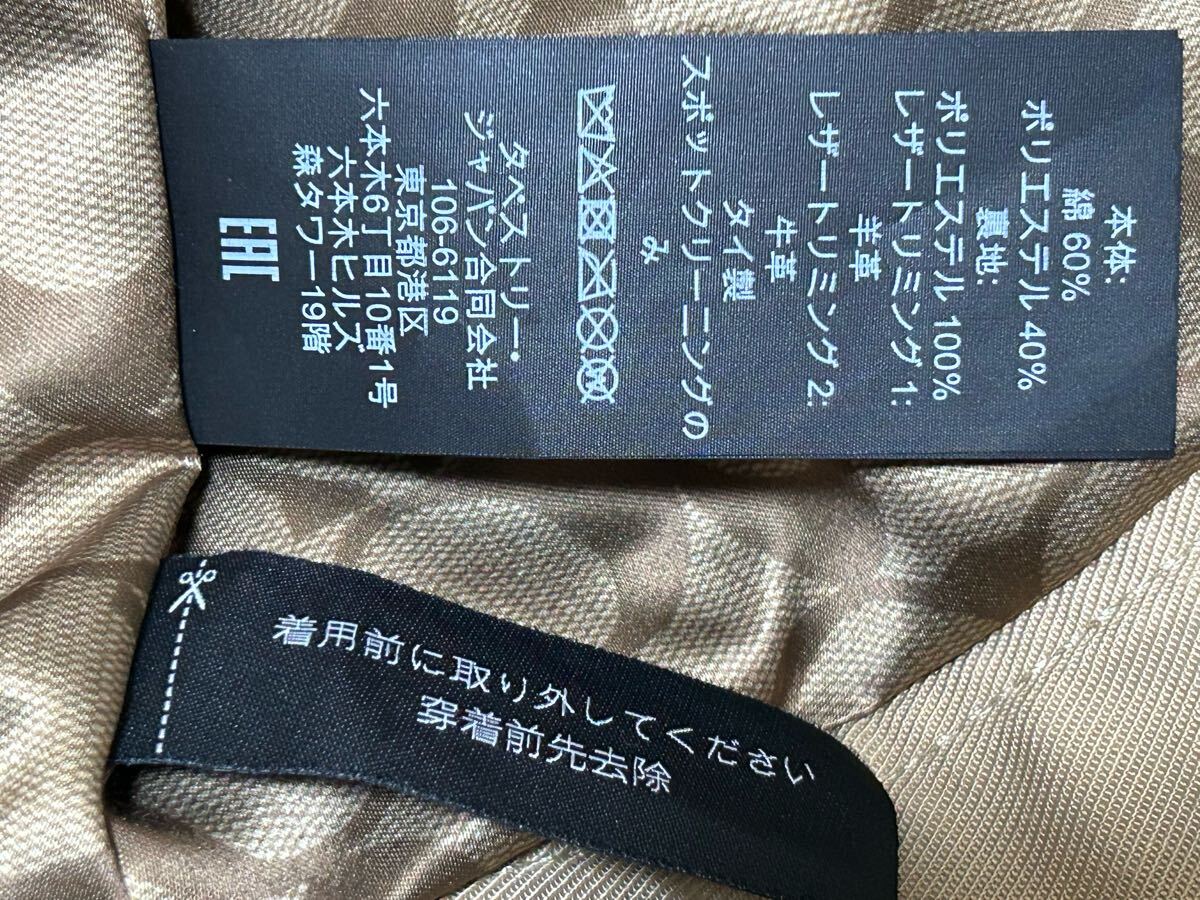 本体:
綿 60%
ポリエステル 40%
裏地:
ポリエステル 100%
レザートリミング 1:
羊革
レザートリミング 2:
牛革
タイ製
スポットクリーニングの
み
タペストリー・
ジャパン合同会社
106-6119
東京都港区
六本木6丁目10番1号
六本木ヒルズ
森タワー19階
EAC
着用前に取り外してください
穿着前先去除